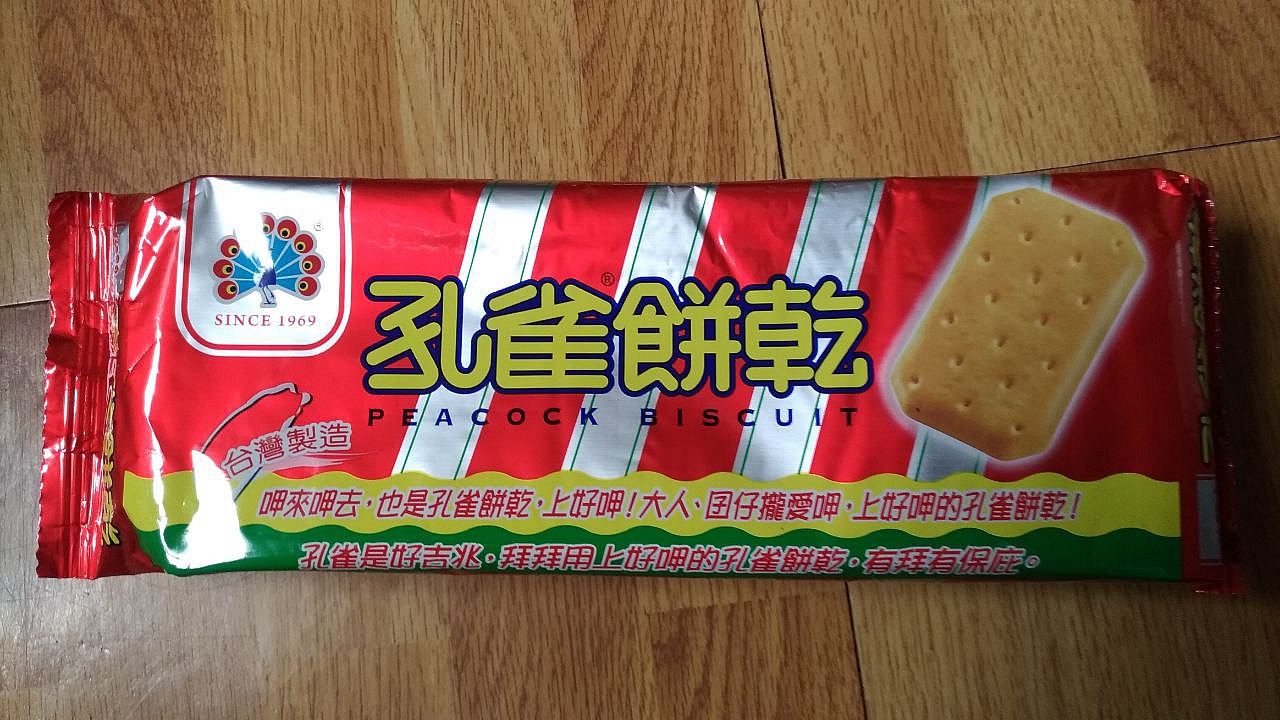 ®
SINCE 1969
®
孔雀餅乾
PEACOCK BISCUIT
台灣製造
呷來呷去，也是孔雀餅乾，上好呷！大人、囝仔攏愛呷，上好呷的孔雀餅乾！
孔雀是好吉兆，拜拜用上好呷的孔雀餅乾，有拜有保庇。